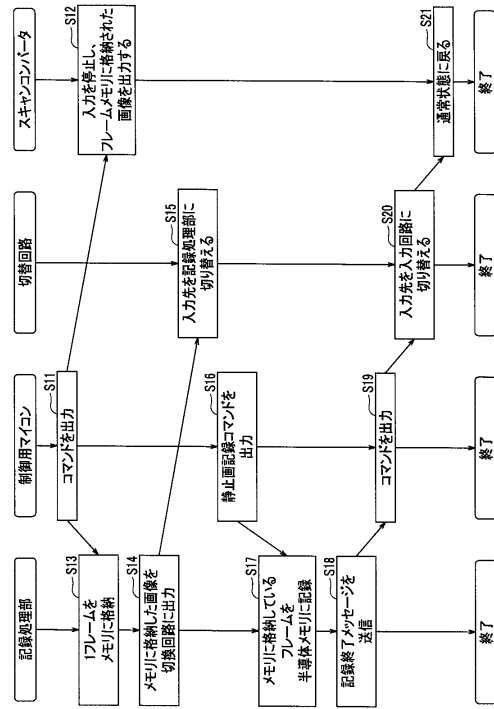 記録処理部
制御用マイコン
切替回路
スキャンコンバータ
S11
コマンドを出力
S12
入力を停止し、
フレームメモリに格納された
画像を出力する
S13
1フレームを
メモリに格納
S14
メモリに格納した画像を
切換回路に出力
S15
入力先を記録処理部に
切り替える
S16
静止画記録コマンドを
出力
S17
メモリに格納している
フレームを
半導体メモリに記録
S18
記録終了メッセージを
送信
S19
コマンドを出力
S20
入力先を入力回路に
切り替える
S21
通常状態に戻る
終了
終了
終了
終了